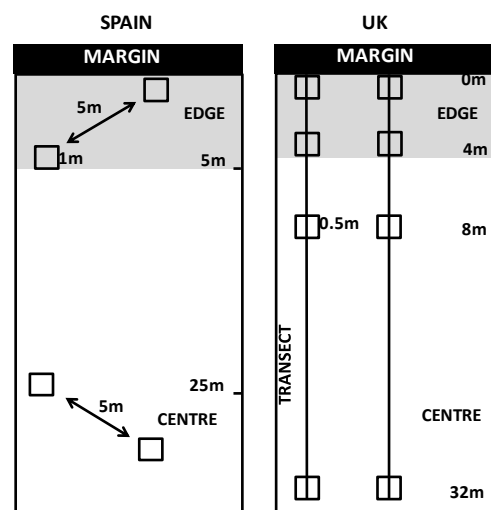 SPAIN
MARGIN
5m
EDGE
1m
5m
25m
5m
CENTRE
UK
MARGIN
0m
EDGE
4m
0.5m
8m
TRANSECT
CENTRE
32m